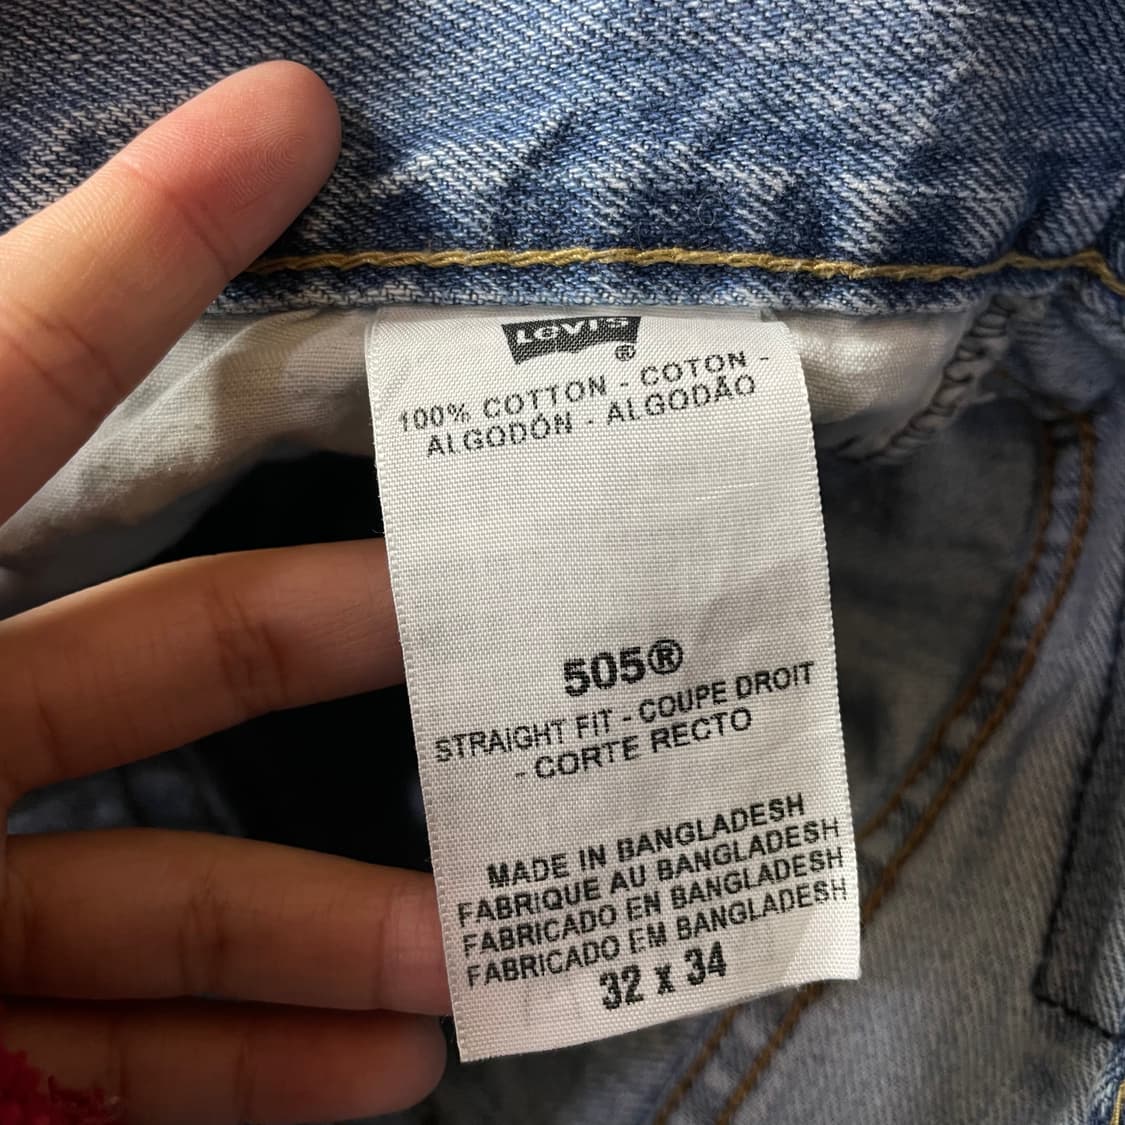 LEVI'S
®
100% COTTON - COTON -
ALGODÓN - ALGODÃO
505®
STRAIGHT FIT - COUPE DROIT
- CORTE RECTO
MADE IN BANGLADESH
FABRIQUE AU BANGLADESH
FABRICADO EN BANGLADESH
FABRICADO EM BANGLADESH
32 x 34